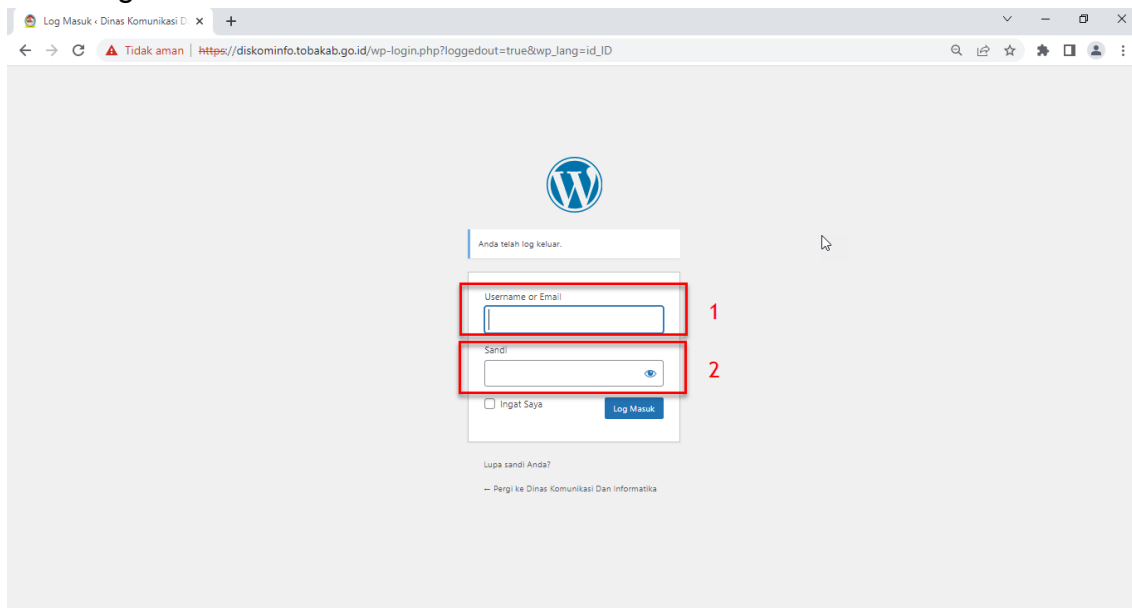 Log Masuk ‹ Dinas Komunikasi D
Tidak aman | https://diskominfo.tobakab.go.id/wp-login.php?loggedout=true&wp_lang=id_ID
Anda telah log keluar.
Username or Email
1
Sandi
2
Ingat Saya
Log Masuk
Lupa sandi Anda?
← Pergi ke Dinas Komunikasi Dan Informatika